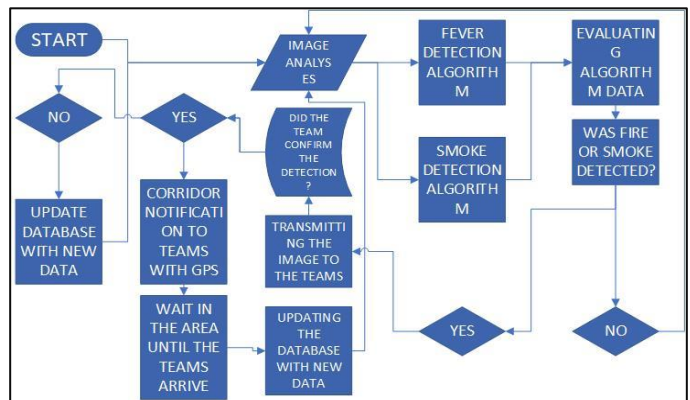 START
IMAGE
ANALYS
ES
FEVER
DETECTION
ALGORITH
M
EVALUATIN
G
ALGORITH
M DATA
NO
YES
DID THE
TEAM
CONFIRM
THE
DETECTION
?
SMOKE
DETECTION
ALGORITH
M
WAS FIRE
OR SMOKE
DETECTED?
UPDATE
DATABASE
WITH NEW
DATA
CORRIDOR
NOTIFICATI
ON TO
TEAMS
WITH GPS
TRANSMITTI
NG THE
IMAGE TO
THE TEAMS
WAIT IN
THE AREA
UNTIL THE
TEAMS
ARRIVE
UPDATING
THE
DATABASE
WITH NEW
DATA
YES
NO